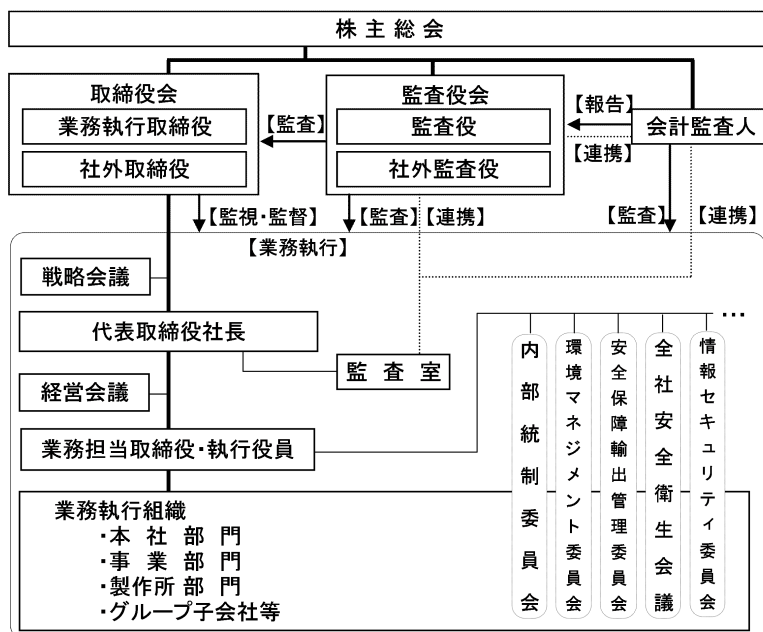 株主総会
取締役会
業務執行取締役
社外取締役
【監査】
監査役会
監査役
社外監査役
【報告】
【連携】
会計監査人
【監視・監督】
【監査】
【連携】
【監査】
【連携】
【業務執行】
戦略会議
代表取締役社長
監査室
経営会議
業務担当取締役・執行役員
…
内部統制委員会
環境マネジメント委員会
安全保障輸出管理委員会
全社安全衛生会議
情報セキュリティ委員会
業務執行組織
・本社部門
・事業部門
・製作所部門
・グループ子会社等